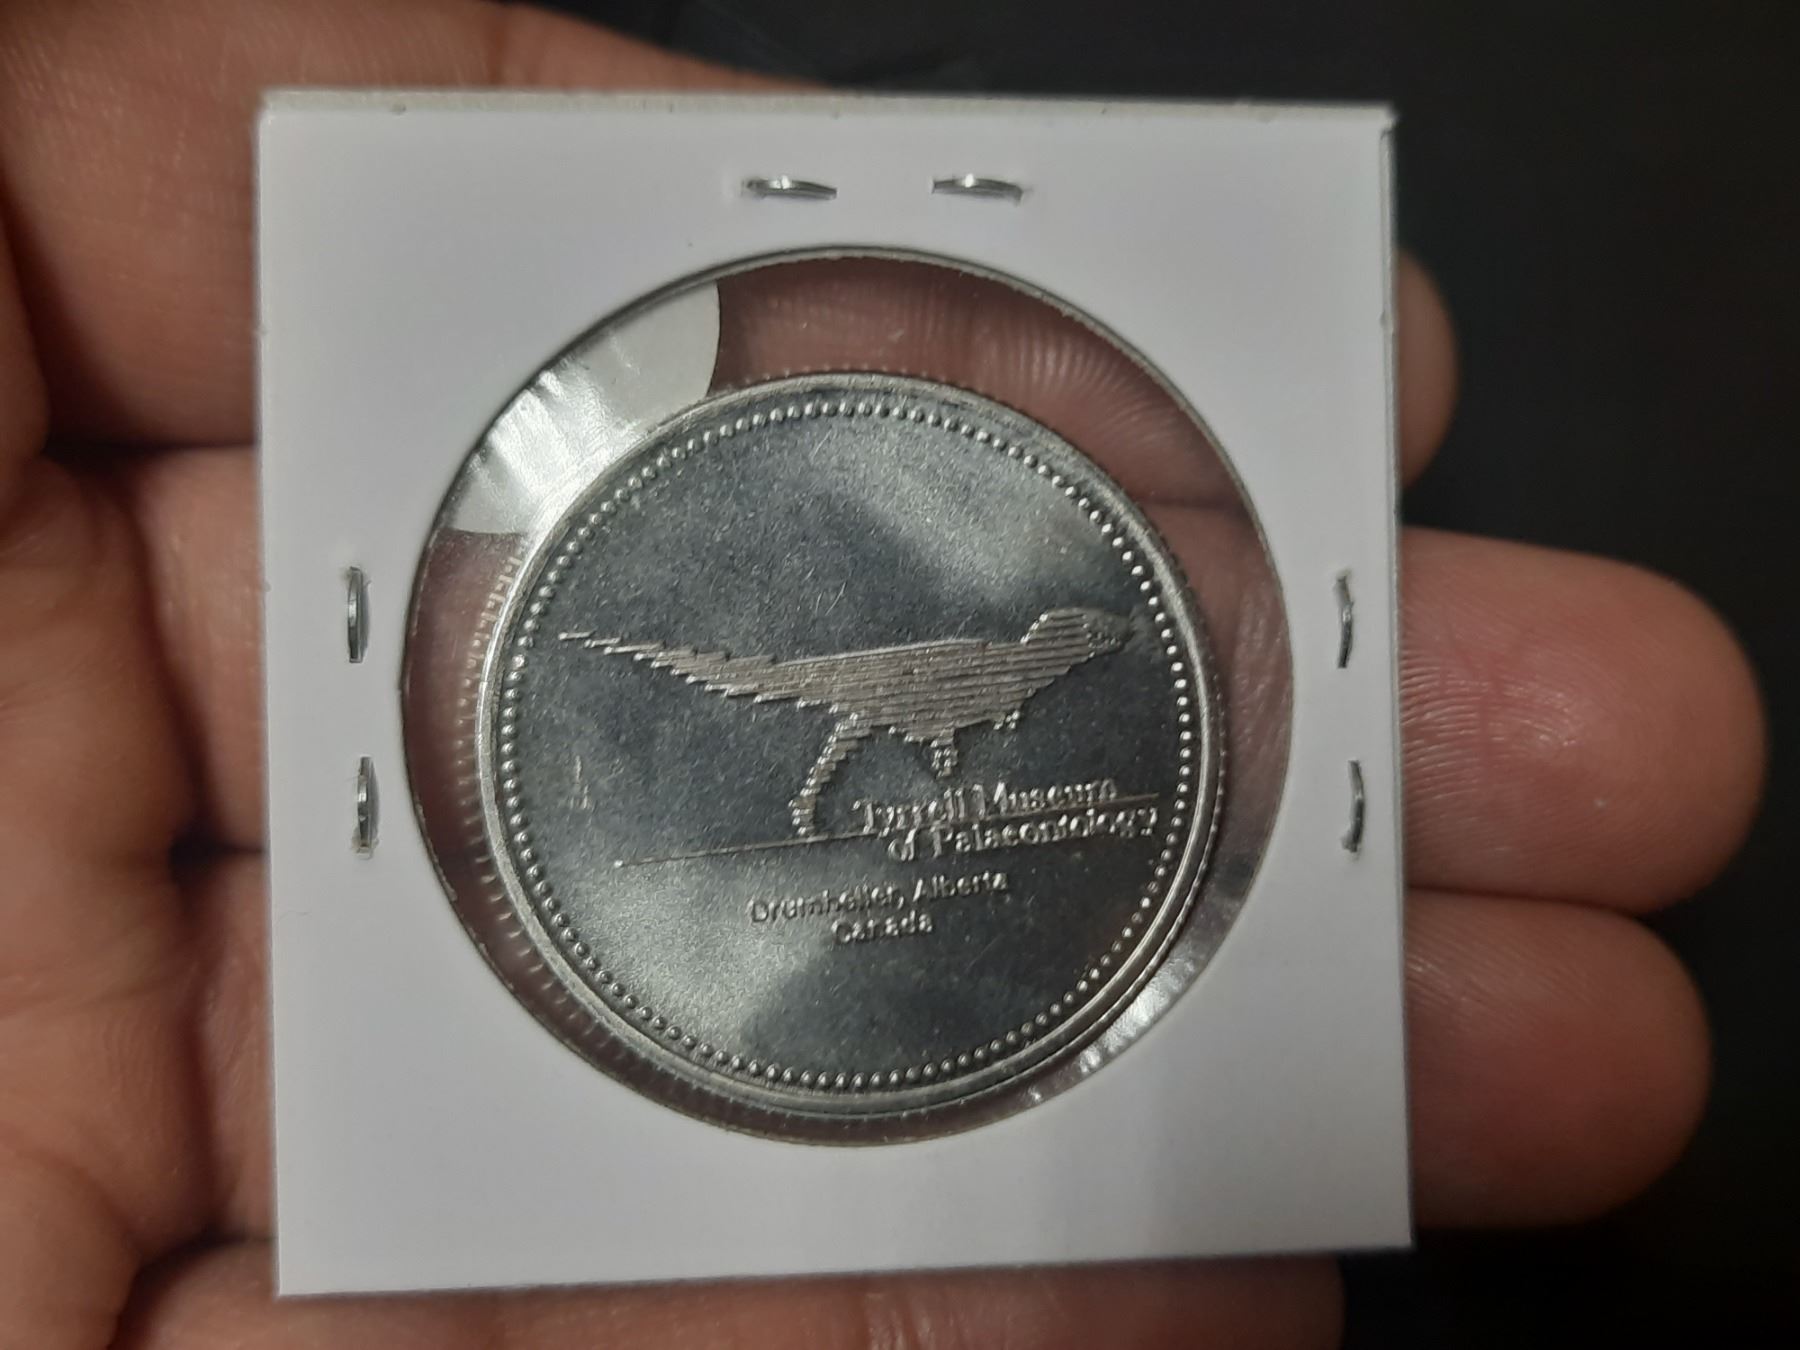 Tyrrell Museum
of Palaeontology
Drumheller, Alberta
Canada